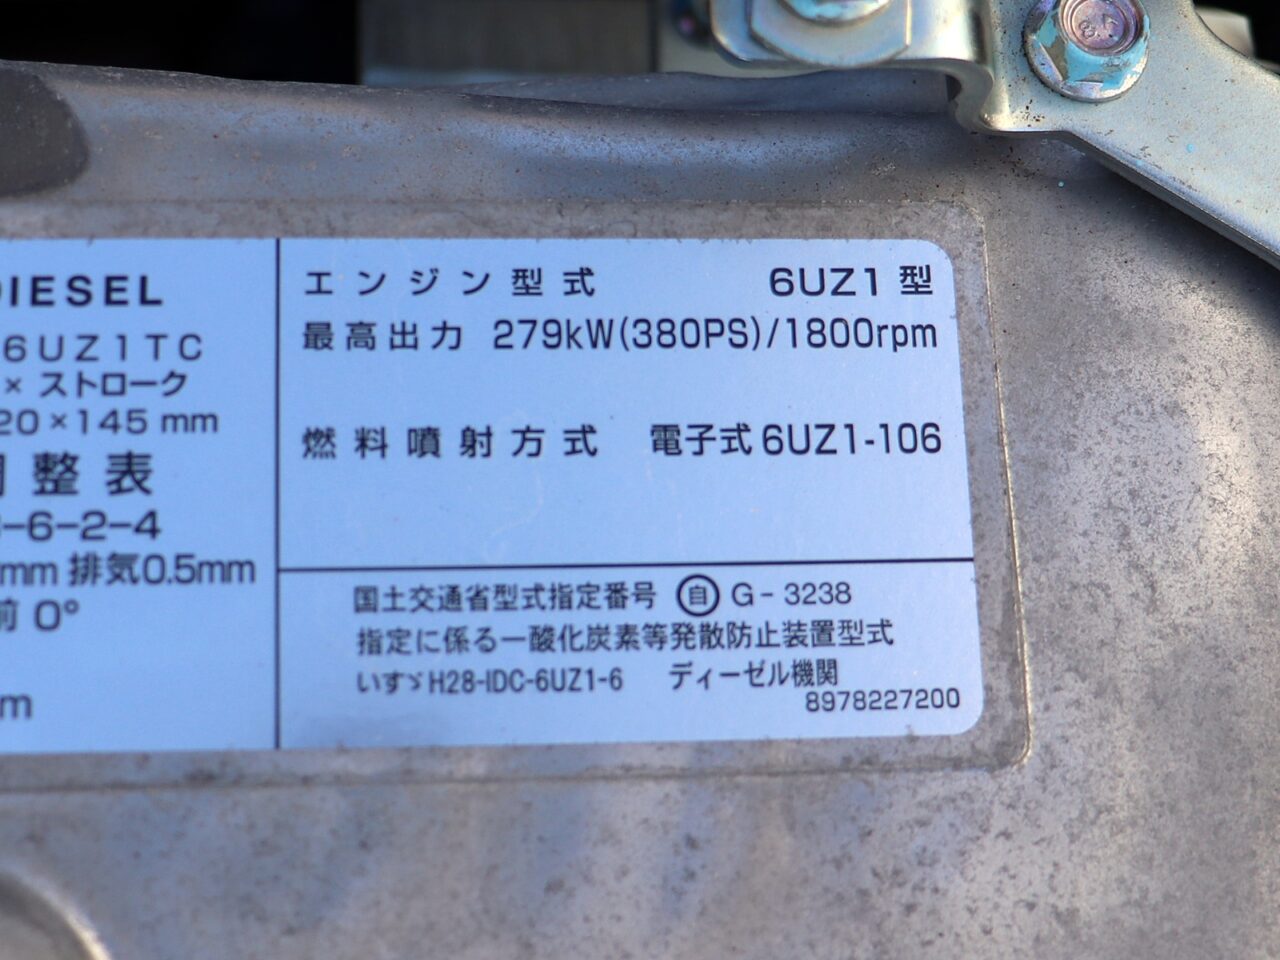 DIESEL
6UZ1TC
× ストローク
20×145 mm
調整表
3-6-2-4
mm 排気0.5mm
前 0°
m
エンジン型式 6UZ1型
最高出力 279kW(380PS)/1800rpm
燃料噴射方式 電子式 6UZ1-106
国土交通省型式指定番号 ㊂自 G-3238
指定に係る一酸化炭素等発散防止装置型式
いすゞH28-IDC-6UZ1-6 ディーゼル機関
8978227200